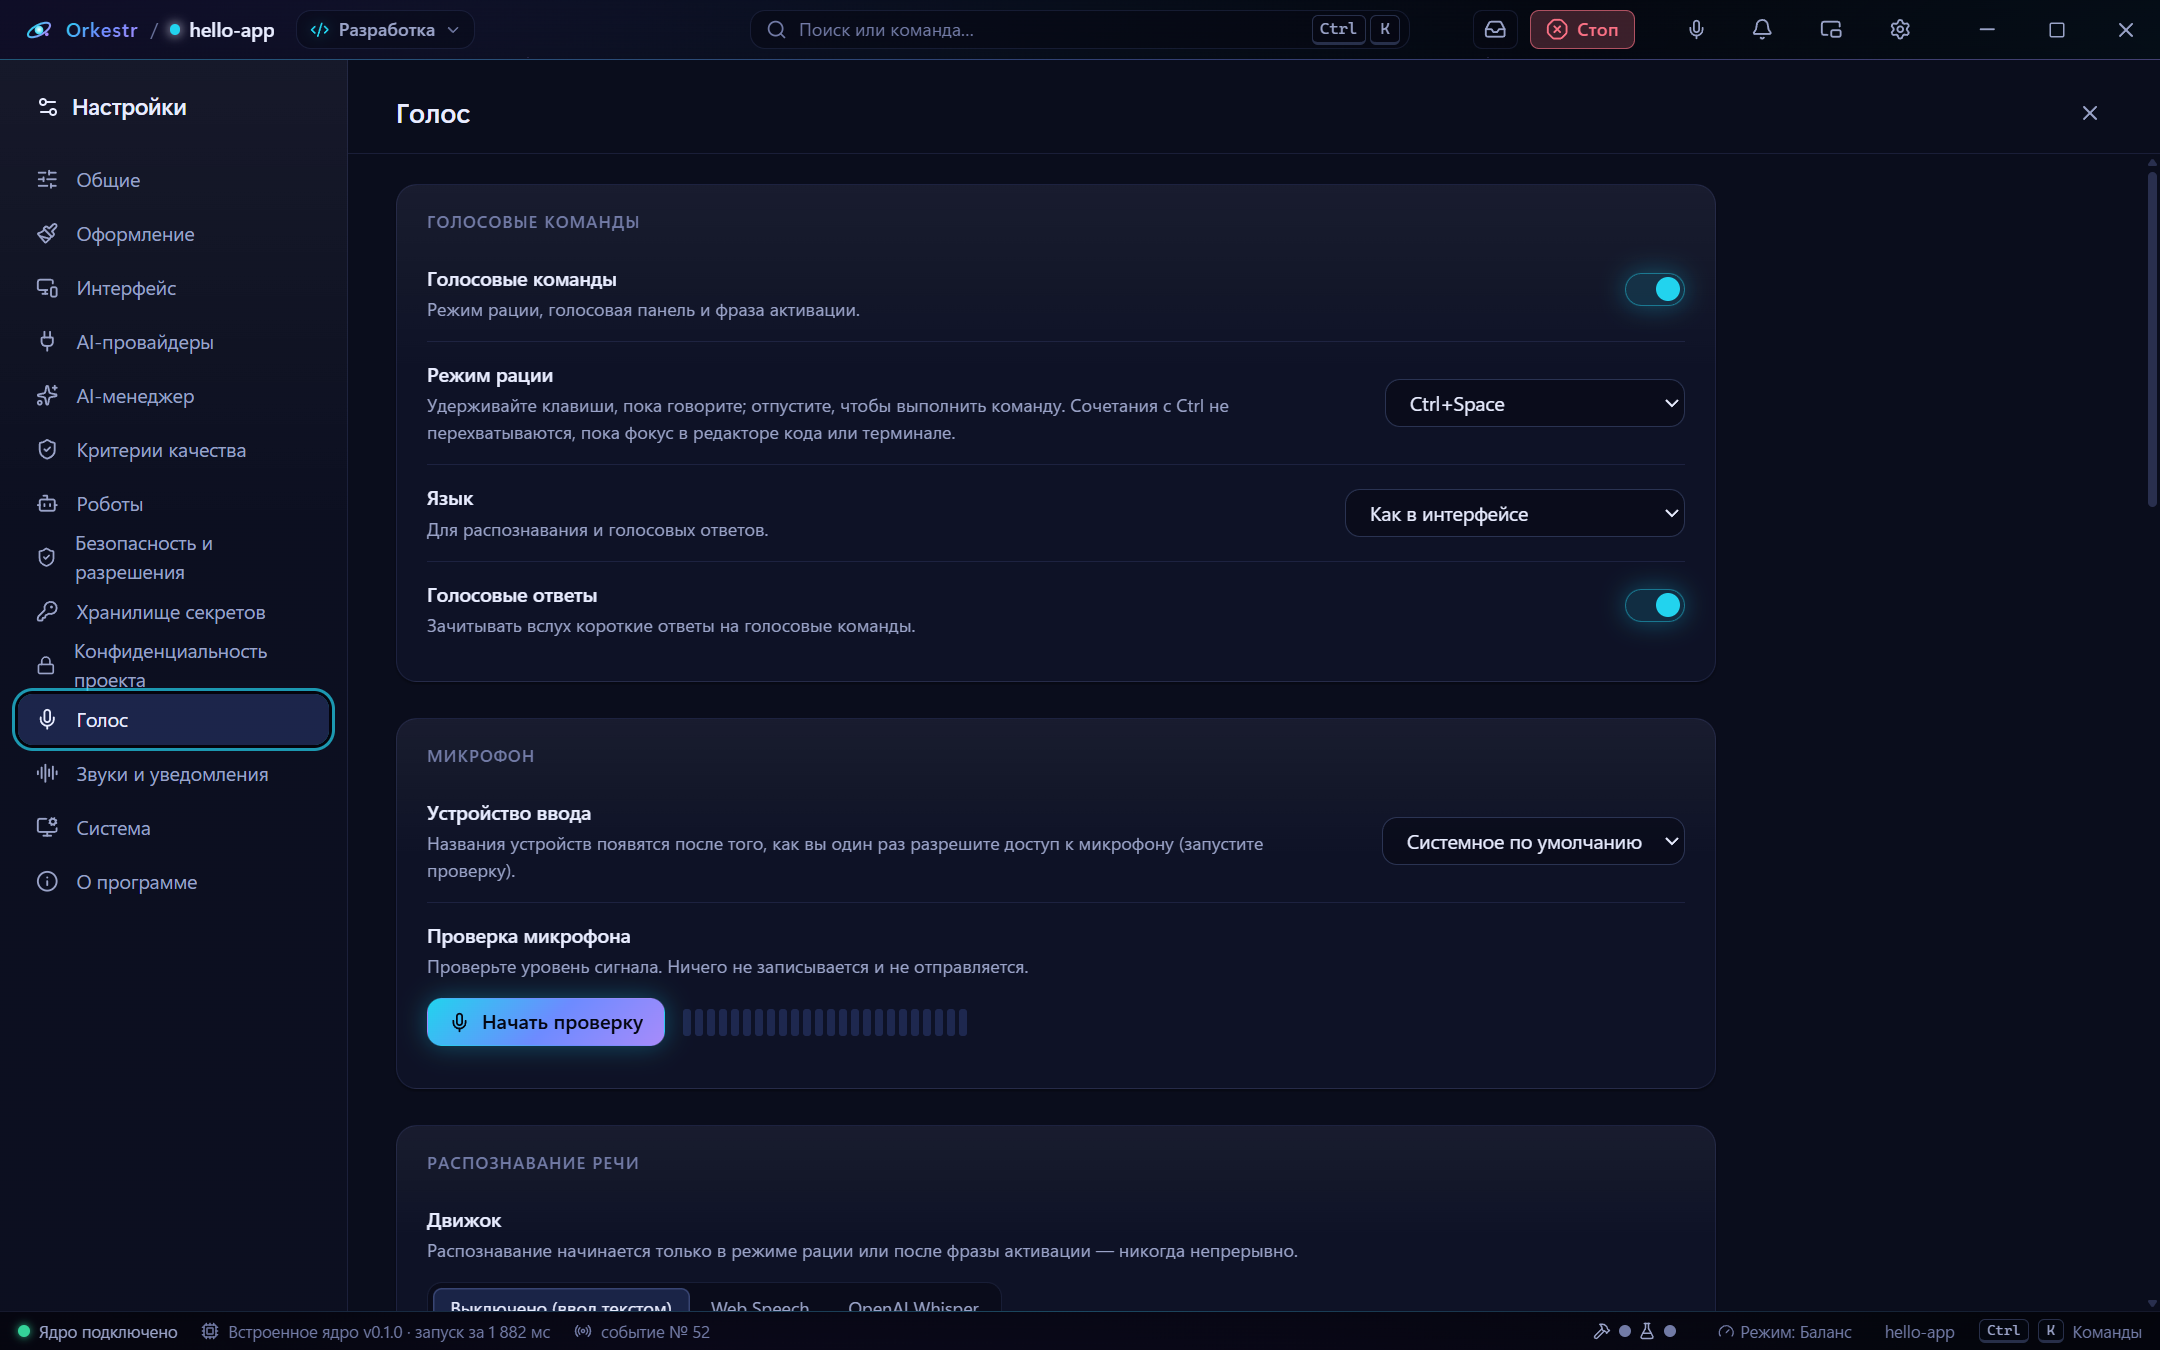 Orkestr / hello-app
Разработка
Поиск или команда...
Ctrl K
Стоп
Настройки
Общие
Оформление
Интерфейс
AI-провайдеры
AI-менеджер
Критерии качества
Роботы
Безопасность и
разрешения
Хранилище секретов
Конфиденциальность
проекта
Голос
Звуки и уведомления
Система
О программе
Голос
ГОЛОСОВЫЕ КОМАНДЫ
Голосовые команды
Режим рации, голосовая панель и фраза активации.
Режим рации
Удерживайте клавиши, пока говорите; отпустите, чтобы выполнить команду. Сочетания с Ctrl не
перехватываются, пока фокус в редакторе кода или терминале.
Ctrl+Space
Язык
Для распознавания и голосовых ответов.
Как в интерфейсе
Голосовые ответы
Зачитывать вслух короткие ответы на голосовые команды.
МИКРОФОН
Устройство ввода
Названия устройств появятся после того, как вы один раз разрешите доступ к микрофону (запустите
проверку).
Системное по умолчанию
Проверка микрофона
Проверьте уровень сигнала. Ничего не записывается и не отправляется.
Начать проверку
РАСПОЗНАВАНИЕ РЕЧИ
Движок
Распознавание начинается только в режиме рации или после фразы активации — никогда непрерывно.
Выключено (ввод текстом) Web Speech OpenAI Whisper
Ядро подключено
Встроенное ядро v0.1.0 · запуск за 1 882 мс
событие № 52
Режим: Баланс
hello-app
Ctrl K Команды